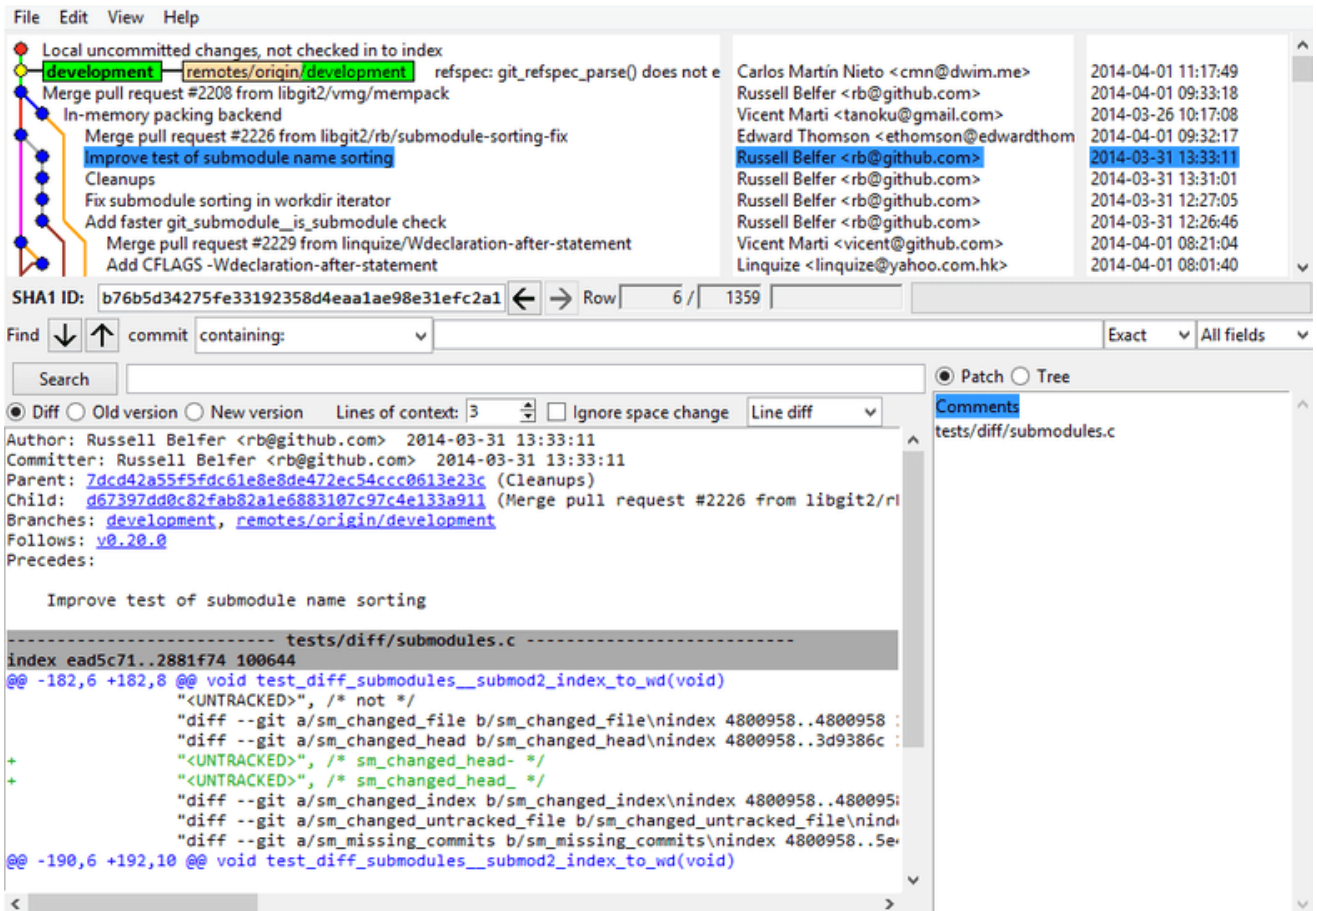 File Edit View Help
Local uncommitted changes, not checked in to index
development remotes/origin/development refspec: git_refspec_parse() does not e Carlos Martín Nieto <cmn@dwim.me> 2014-04-01 11:17:49
Merge pull request #2208 from libgit2/vmg/mempack Russell Belfer <rb@github.com> 2014-04-01 09:33:18
In-memory packing backend Vicent Marti <tanoku@gmail.com> 2014-03-26 10:17:08
Merge pull request #2226 from libgit2/rb/submodule-sorting-fix Edward Thomson <ethomson@edwardthom 2014-04-01 09:32:17
Improve test of submodule name sorting Russell Belfer <rb@github.com> 2014-03-31 13:33:11
Cleanups Russell Belfer <rb@github.com> 2014-03-31 13:31:01
Fix submodule sorting in workdir iterator Russell Belfer <rb@github.com> 2014-03-31 12:27:05
Add faster git_submodule__is_submodule check Russell Belfer <rb@github.com> 2014-03-31 12:26:46
Merge pull request #2229 from linquize/Wdeclaration-after-statement Vicent Marti <vicent@github.com> 2014-04-01 08:21:04
Add CFLAGS -Wdeclaration-after-statement Linquize <linquize@yahoo.com.hk> 2014-04-01 08:01:40
SHA1 ID: b76b5d34275fe33192358d4eaa1ae98e31efc2a1 Row 6 / 1359
Find commit containing: Exact All fields
Search Patch Tree
Diff Old version New version Lines of context: 3 Ignore space change Line diff
Comments
tests/diff/submodules.c
Author: Russell Belfer <rb@github.com> 2014-03-31 13:33:11
Committer: Russell Belfer <rb@github.com> 2014-03-31 13:33:11
Parent: 7dcd42a55f5fdc61e8e8de472ec54ccc0613e23c (Cleanups)
Child: d67397dd0c82fab82a1e6883107c97c4e133a911 (Merge pull request #2226 from libgit2/r
Branches: development, remotes/origin/development
Follows: v0.20.0
Precedes:
Improve test of submodule name sorting
--------------------------- tests/diff/submodules.c ---------------------------
index ead5c71..2881f74 100644
@@ -182,6 +182,8 @@ void test_diff_submodules__submod2_index_to_wd(void)
"<UNTRACKED>", /* not */
"diff --git a/sm_changed_file b/sm_changed_file\nindex 4800958..4800958
"diff --git a/sm_changed_head b/sm_changed_head\nindex 4800958..3d9386c
+ "<UNTRACKED>", /* sm_changed_head- */
+ "<UNTRACKED>", /* sm_changed_head_ */
"diff --git a/sm_changed_index b/sm_changed_index\nindex 4800958..480095
"diff --git a/sm_changed_untracked_file b/sm_changed_untracked_file\nind
"diff --git a/sm_missing_commits b/sm_missing_commits\nindex 4800958..5e
@@ -190,6 +192,10 @@ void test_diff_submodules__submod2_index_to_wd(void)